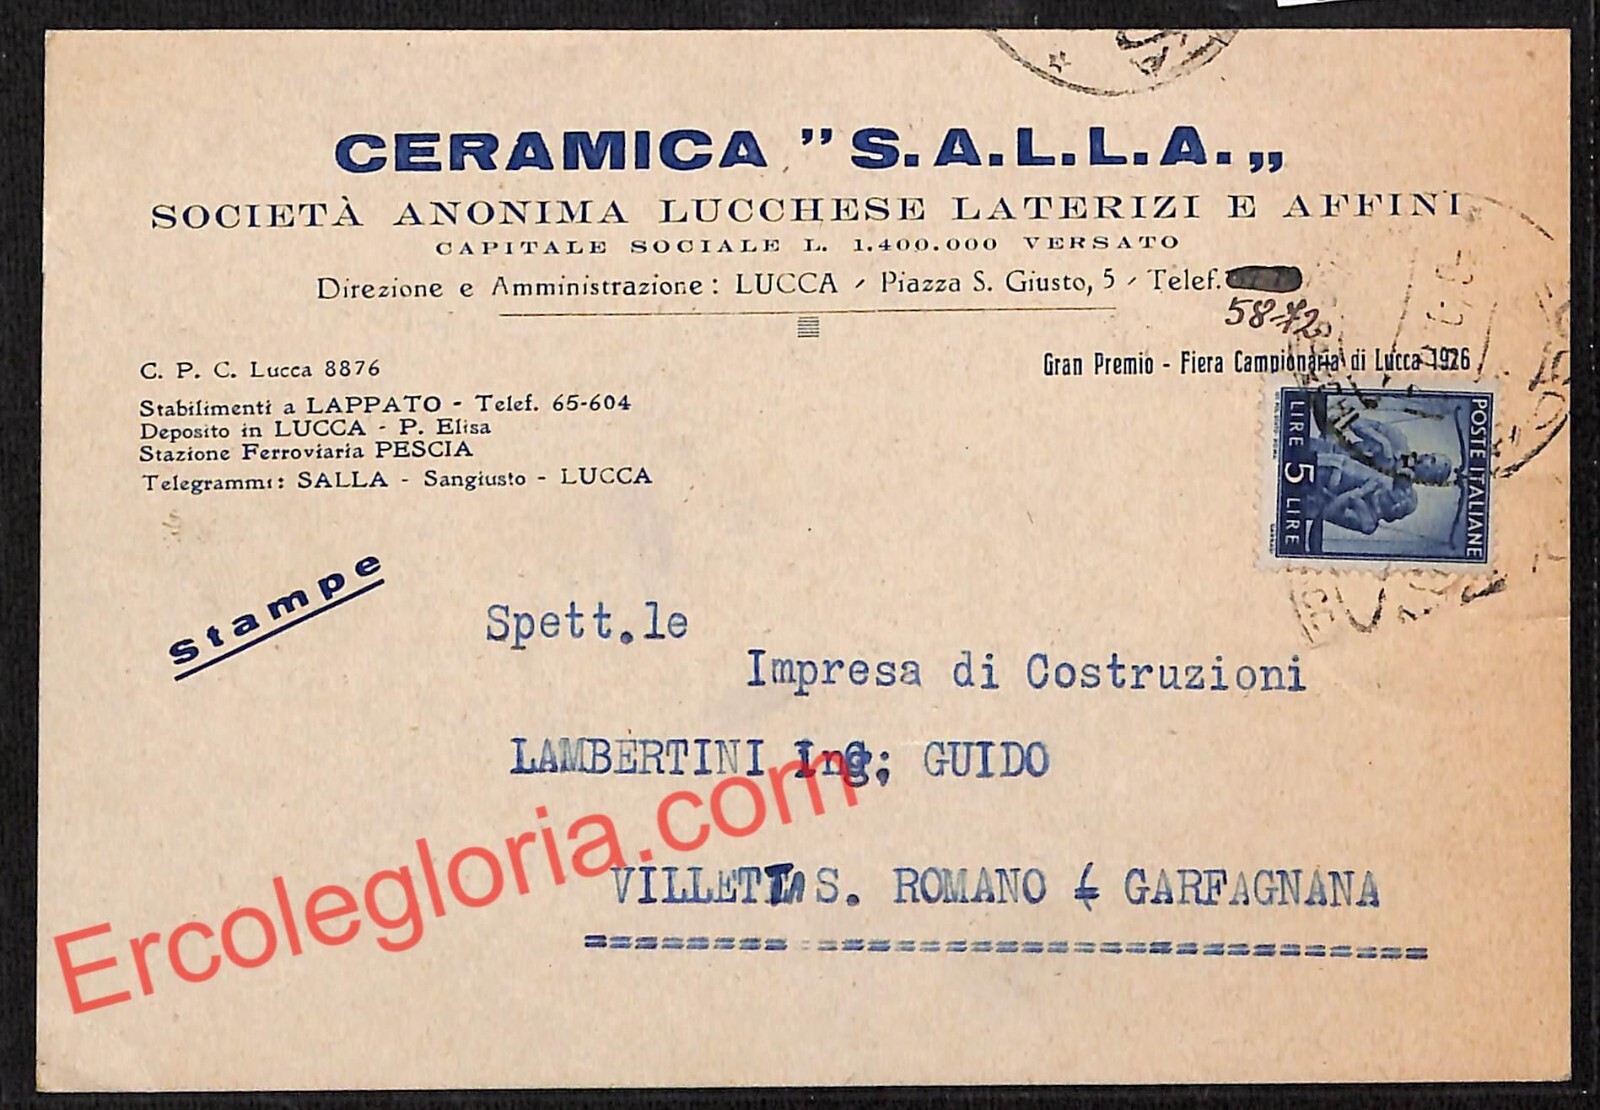 CERAMICA "S.A.L.L.A.„
SOCIETÀ ANONIMA LUCCHESE LATERIZI E AFFINI
CAPITALE SOCIALE L. 1.400.000 VERSATO
Direzione e Amministrazione: LUCCA - Piazza S. Giusto, 5 - Telef.
58-72
Gran Premio - Fiera Campionaria di Lucca 1926
C. P. C. Lucca 8876
Stabilimenti a LAPPATO - Telef. 65-604
Deposito in LUCCA - P. Elisa
Stazione Ferroviaria PESCIA
Telegrammi: SALLA - Sangiusto - LUCCA
POSTE ITALIANE
LIRE 5 LIRE
Stampe
Spett.le
Impresa di Costruzioni
LAMBERTINI Ing; GUIDO
VILLETTA S. ROMANO GARFAGNANA
Ercolegloria.com